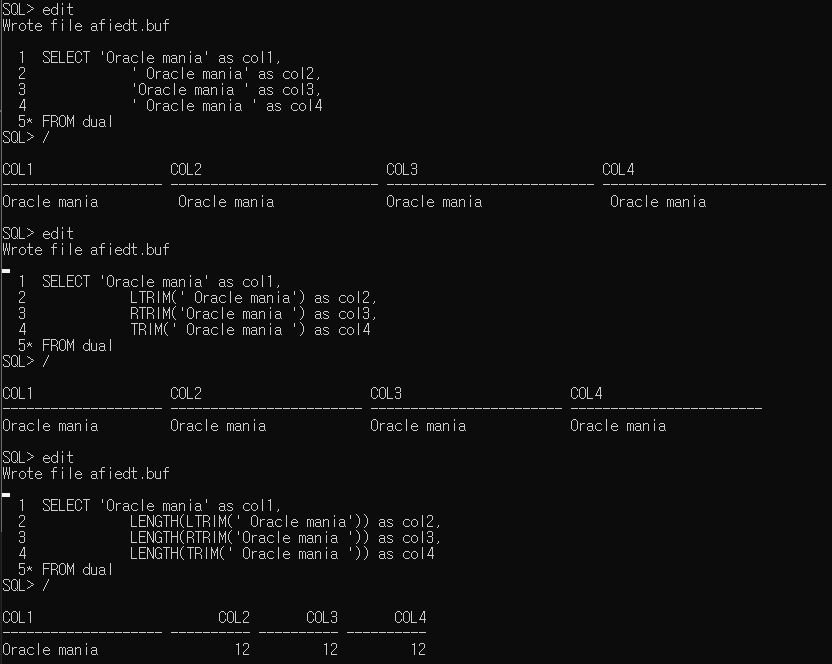 SQL> edit
Wrote file afiedt.buf
  1  SELECT 'Oracle mania' as col1,
  2             ' Oracle mania' as col2,
  3             'Oracle mania ' as col3,
  4             ' Oracle mania ' as col4
  5* FROM dual
SQL> /
COL1                 COL2                       COL3                       COL4
-------------------- -------------------------- -------------------------- ----------------------------
Oracle mania          Oracle mania              Oracle mania                Oracle mania
SQL> edit
Wrote file afiedt.buf
  1  SELECT 'Oracle mania' as col1,
  2             LTRIM(' Oracle mania') as col2,
  3             RTRIM('Oracle mania ') as col3,
  4             TRIM(' Oracle mania ') as col4
  5* FROM dual
SQL> /
COL1                 COL2                     COL3                     COL4
-------------------- ------------------------ ------------------------ ------------------------
Oracle mania         Oracle mania             Oracle mania             Oracle mania
SQL> edit
Wrote file afiedt.buf
  1  SELECT 'Oracle mania' as col1,
  2             LENGTH(LTRIM(' Oracle mania')) as col2,
  3             LENGTH(RTRIM('Oracle mania ')) as col3,
  4             LENGTH(TRIM(' Oracle mania ')) as col4
  5* FROM dual
SQL> /
COL1                       COL2       COL3       COL4
-------------------- ---------- ---------- ----------
Oracle mania                 12         12         12